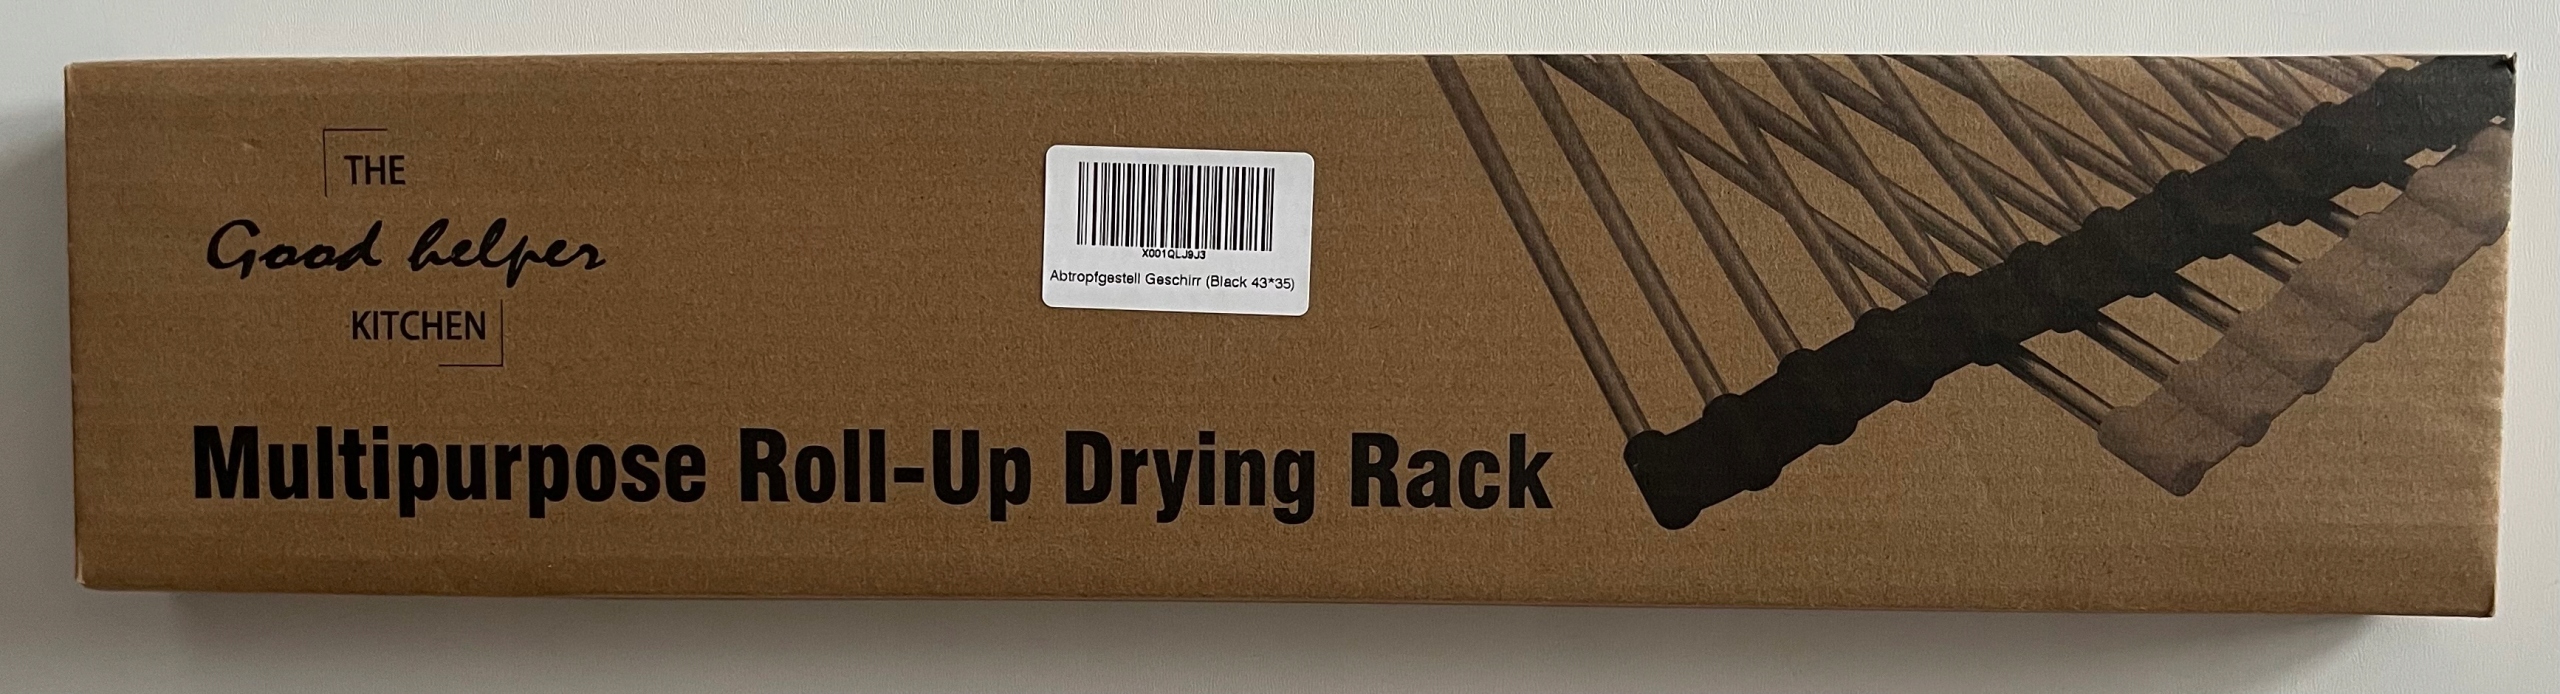 THE
Good helper
KITCHEN
X001QLJ9J3
Abtropfgestell Geschirr (Black 43*35)
Multipurpose Roll-Up Drying Rack